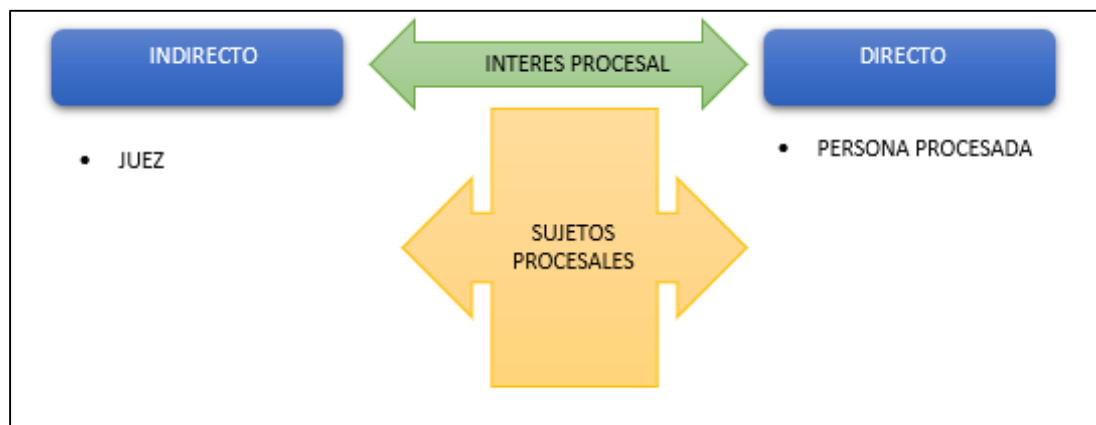 INDIRECTO
INTERES PROCESAL
DIRECTO
• JUEZ
• PERSONA PROCESADA
SUJETOS
PROCESALES